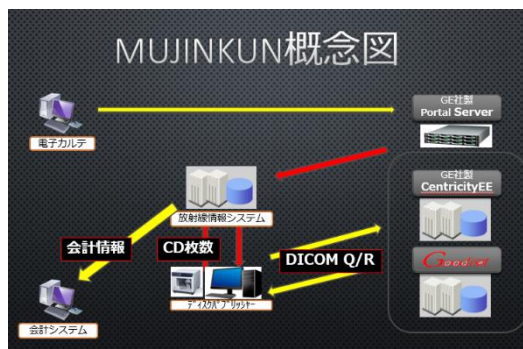 MUJINKUN概念図
電子カルテ
GE社製
Portal Server
放射線情報システム
GE社製
CentricityEE
会計情報
CD枚数
DICOM Q/R
Goodnet
ディスクパブリッシャー
会計システム